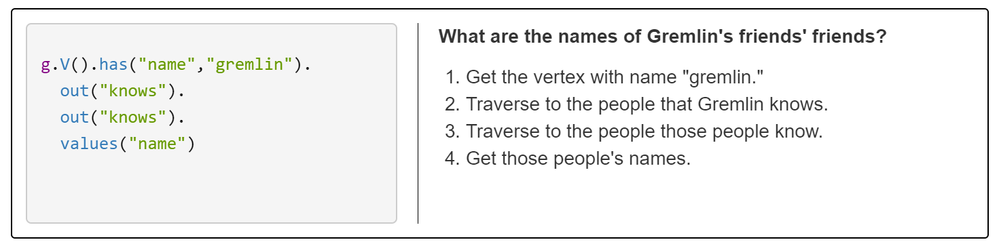 g.V().has("name","gremlin").
out("knows").
out("knows").
values("name")
What are the names of Gremlin's friends' friends?
1. Get the vertex with name "gremlin."
2. Traverse to the people that Gremlin knows.
3. Traverse to the people those people know.
4. Get those people's names.